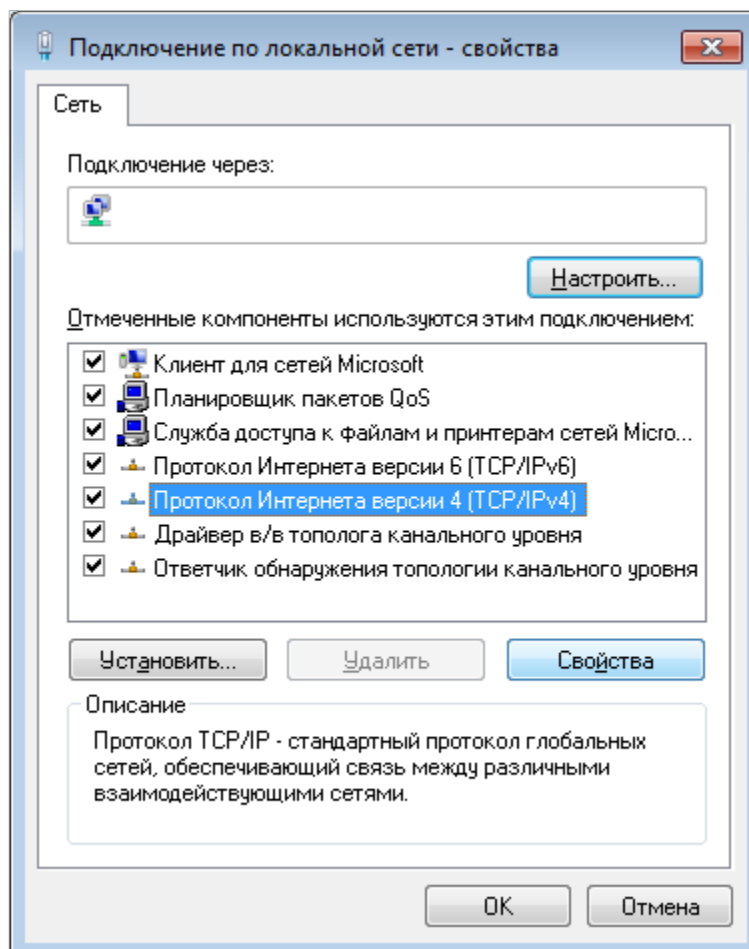 Подключение по локальной сети - свойства
Сеть
Подключение через:
Настроить...
Отмеченные компоненты используются этим подключением:
Клиент для сетей Microsoft
Планировщик пакетов QoS
Служба доступа к файлам и принтерам сетей Micro...
Протокол Интернета версии 6 (TCP/IPv6)
Протокол Интернета версии 4 (TCP/IPv4)
Драйвер в/в тополога канального уровня
Ответчик обнаружения топологии канального уровня
Установить...
Удалить
Свойства
Описание
Протокол TCP/IP - стандартный протокол глобальных
сетей, обеспечивающий связь между различными
взаимодействующими сетями.
OK
Отмена